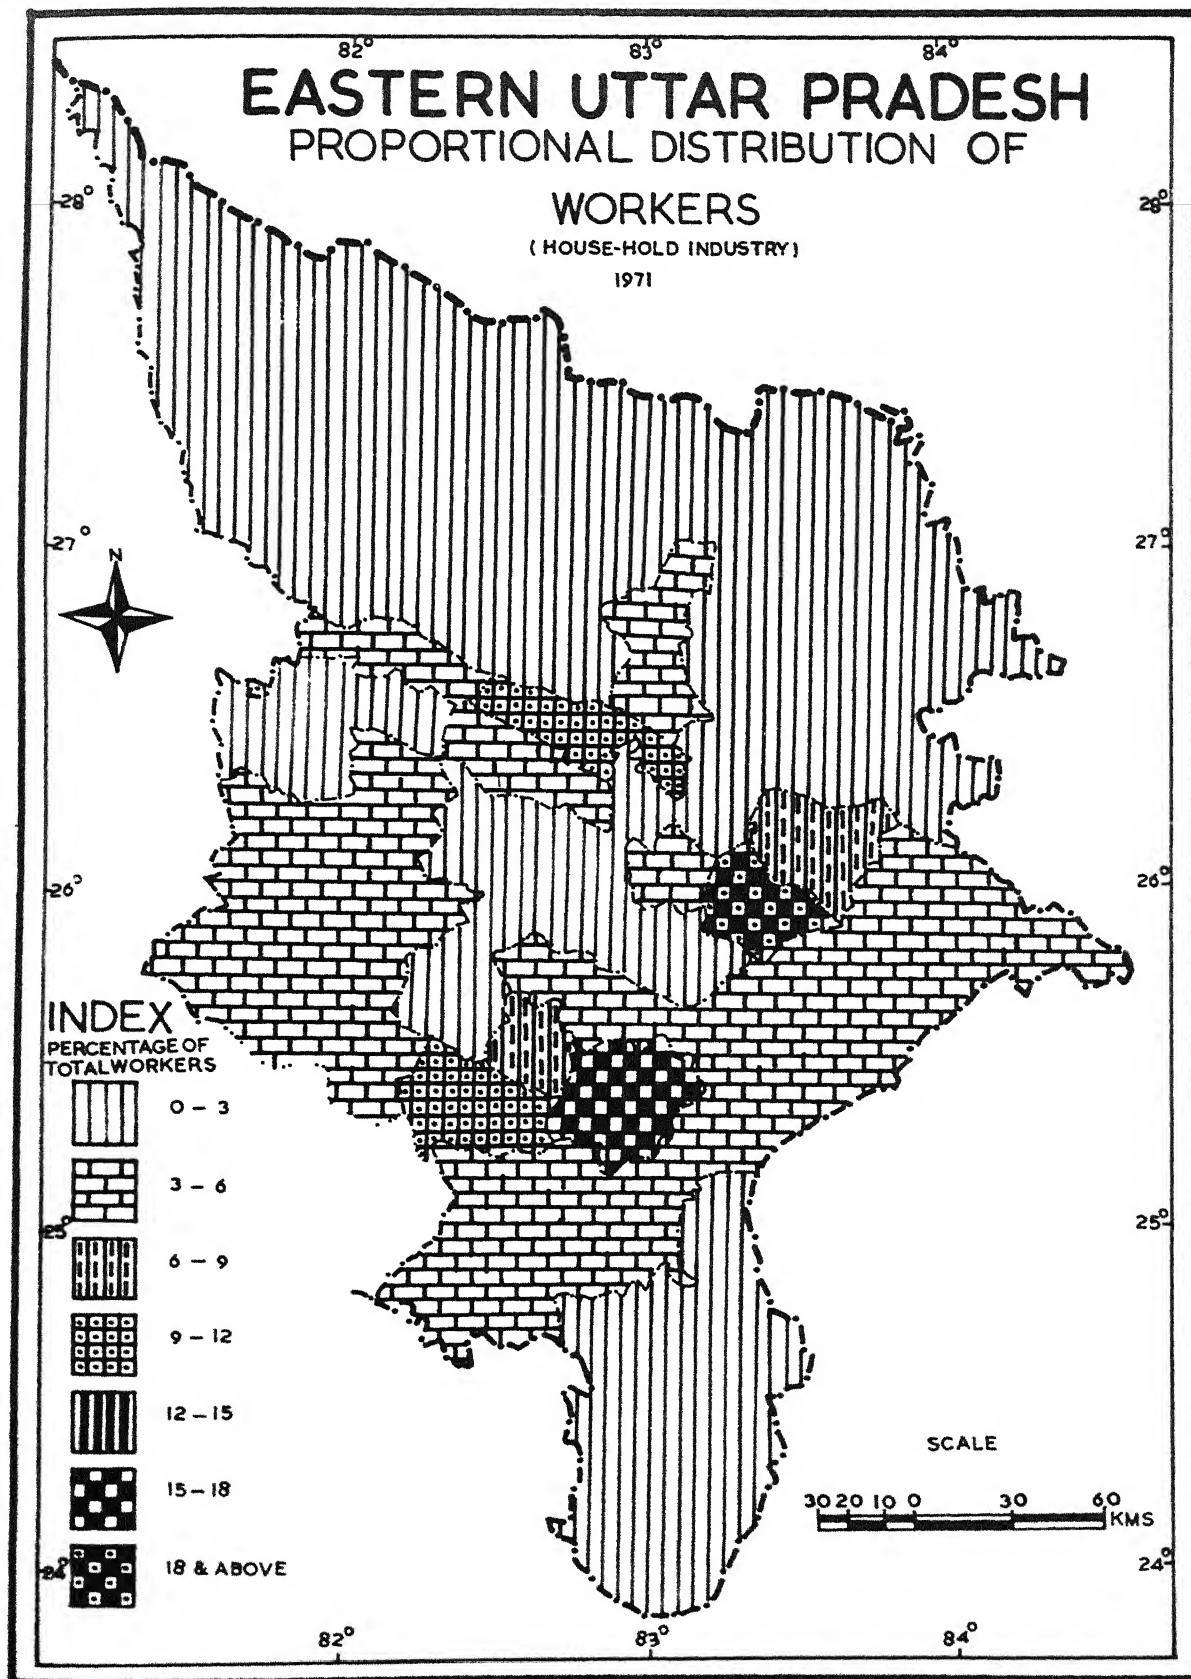 82° 83° 84°
EASTERN UTTAR PRADESH
PROPORTIONAL DISTRIBUTION OF
WORKERS
( HOUSE-HOLD INDUSTRY )
1971
28° 28°
27° 27°
N
26° 26°
INDEX
PERCENTAGE OF
TOTAL WORKERS
0 – 3
3 – 6
25° 25°
6 – 9
9 – 12
12 – 15
SCALE
15 – 18
30 20 10 0 30 60
KMS
24° 24°
18 & ABOVE
82° 83° 84°